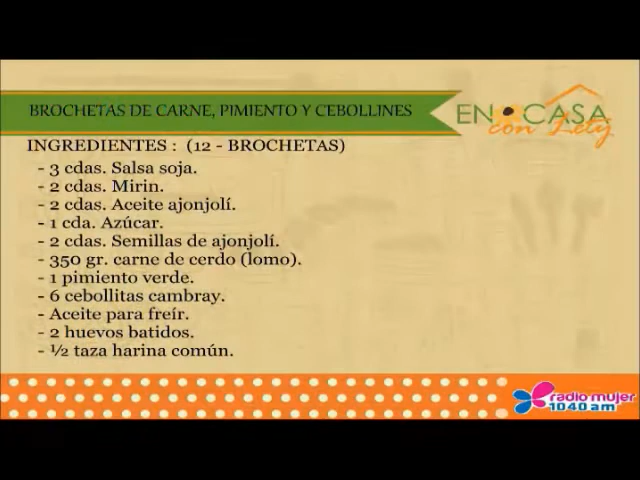 BROCHETAS DE CARNE, PIMIENTO Y CEBOLLINES
EN CASA
con Lety
INGREDIENTES : (12 - BROCHETAS)
- 3 cdas. Salsa soja.
- 2 cdas. Mirin.
- 2 cdas. Aceite ajonjolí.
- 1 cda. Azúcar.
- 2 cdas. Semillas de ajonjolí.
- 350 gr. carne de cerdo (lomo).
- 1 pimiento verde.
- 6 cebollitas cambray.
- Aceite para freír.
- 2 huevos batidos.
- ½ taza harina común.
radio mujer
1040 am